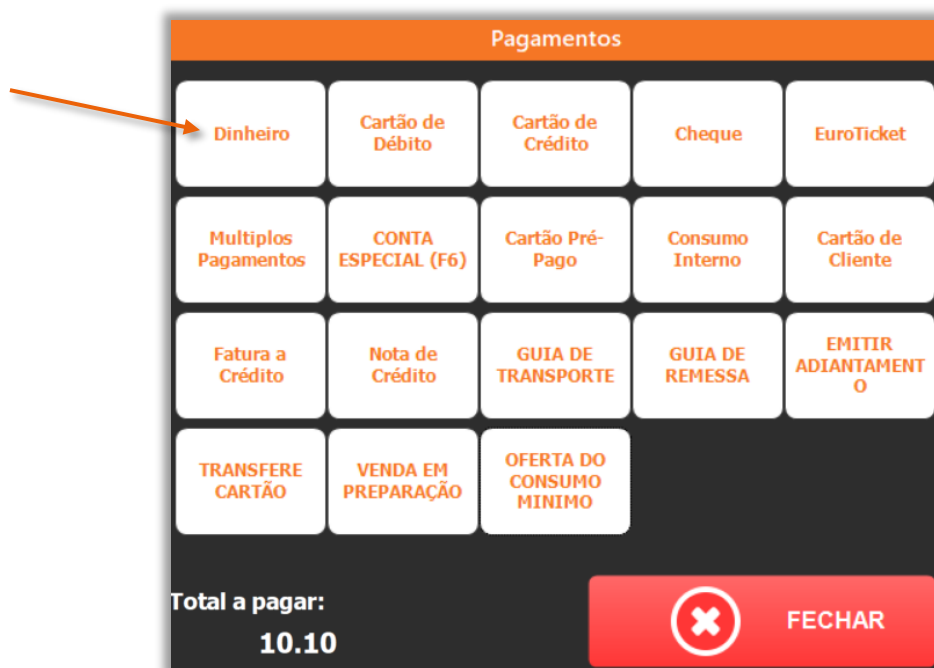 Pagamentos
Dinheiro
Cartão de
Débito
Cartão de
Crédito
Cheque
EuroTicket
Multiplos
Pagamentos
CONTA
ESPECIAL (F6)
Cartão Pré-
Pago
Consumo
Interno
Cartão de
Cliente
Fatura a
Crédito
Nota de
Crédito
GUIA DE
TRANSPORTE
GUIA DE
REMESSA
EMITIR
ADIANTAMENT
O
TRANSFERE
CARTÃO
VENDA EM
PREPARAÇÃO
OFERTA DO
CONSUMO
MINIMO
Total a pagar:
10.10
FECHAR